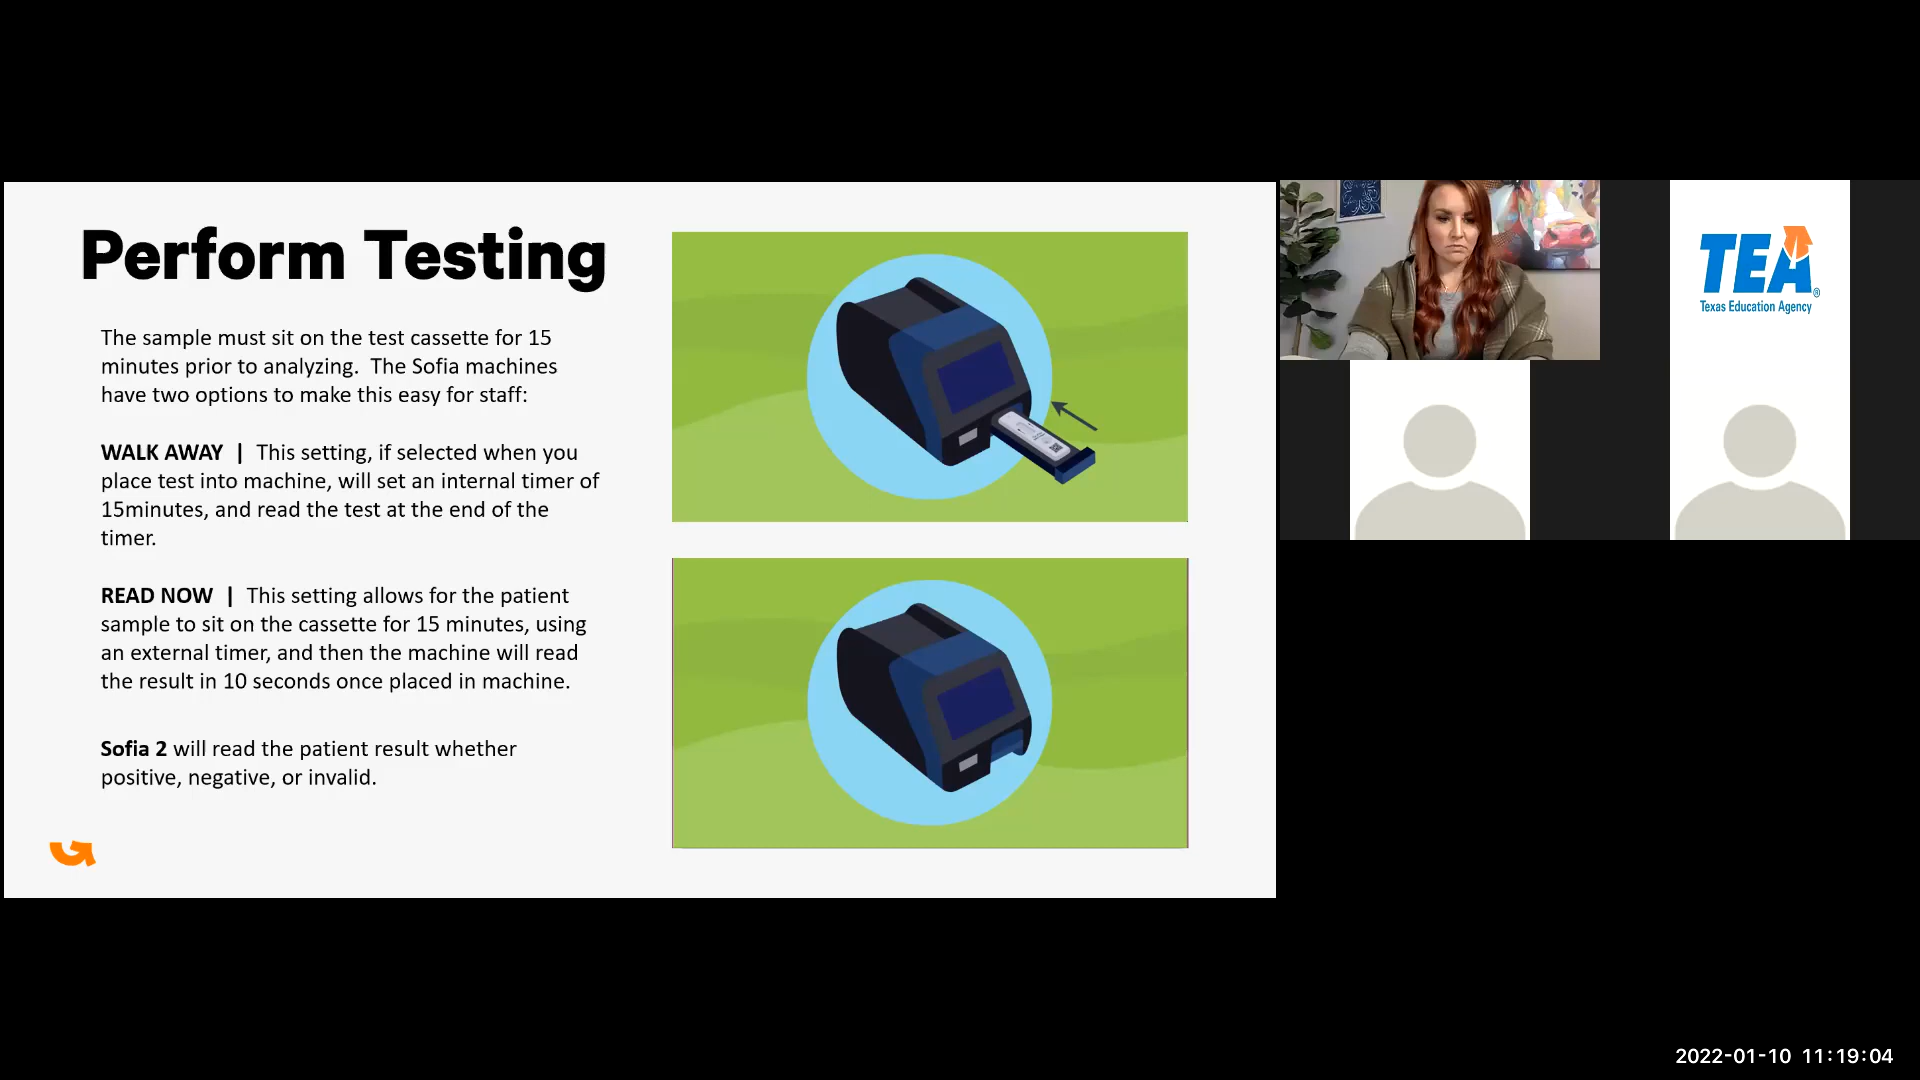 Perform Testing
The sample must sit on the test cassette for 15
minutes prior to analyzing.  The Sofia machines
have two options to make this easy for staff:
WALK AWAY  |  This setting, if selected when you
place test into machine, will set an internal timer of
15minutes, and read the test at the end of the
timer.
READ NOW  |  This setting allows for the patient
sample to sit on the cassette for 15 minutes, using
an external timer, and then the machine will read
the result in 10 seconds once placed in machine.
Sofia 2 will read the patient result whether
positive, negative, or invalid.
TEA®
Texas Education Agency
2022-01-10 11:19:04